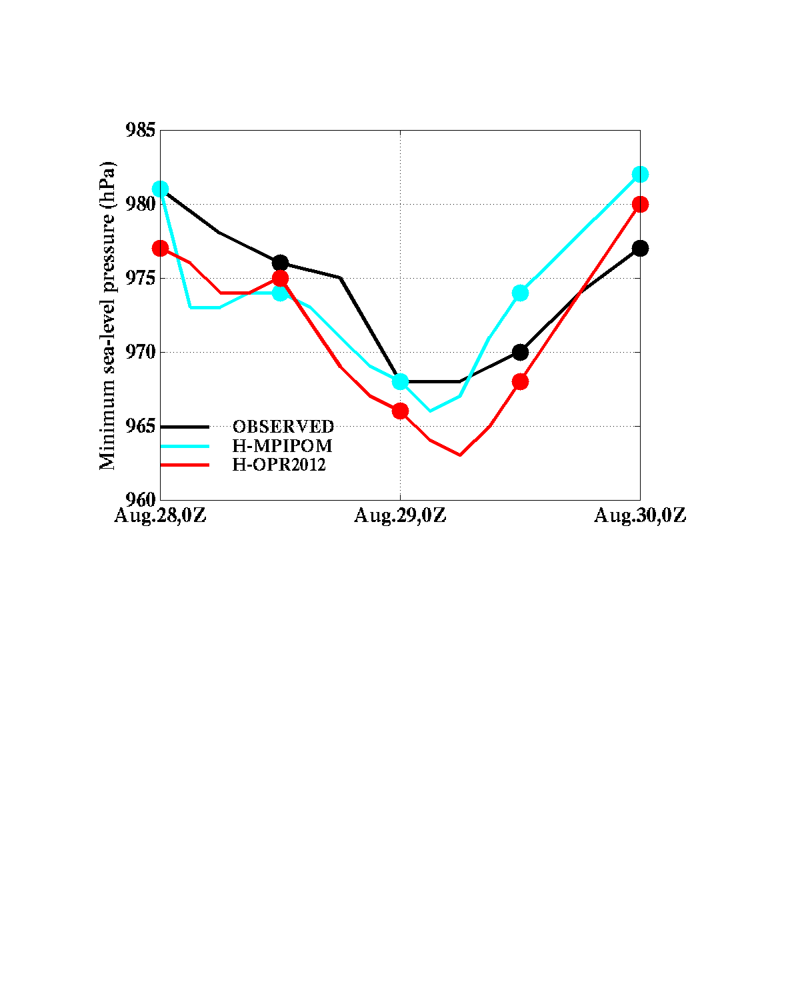 985
980
975
970
965
960
Minimum sea-level pressure (hPa)
OBSERVED
H-MPIPOM
H-OPR2012
Aug.28,0Z
Aug.29,0Z
Aug.30,0Z